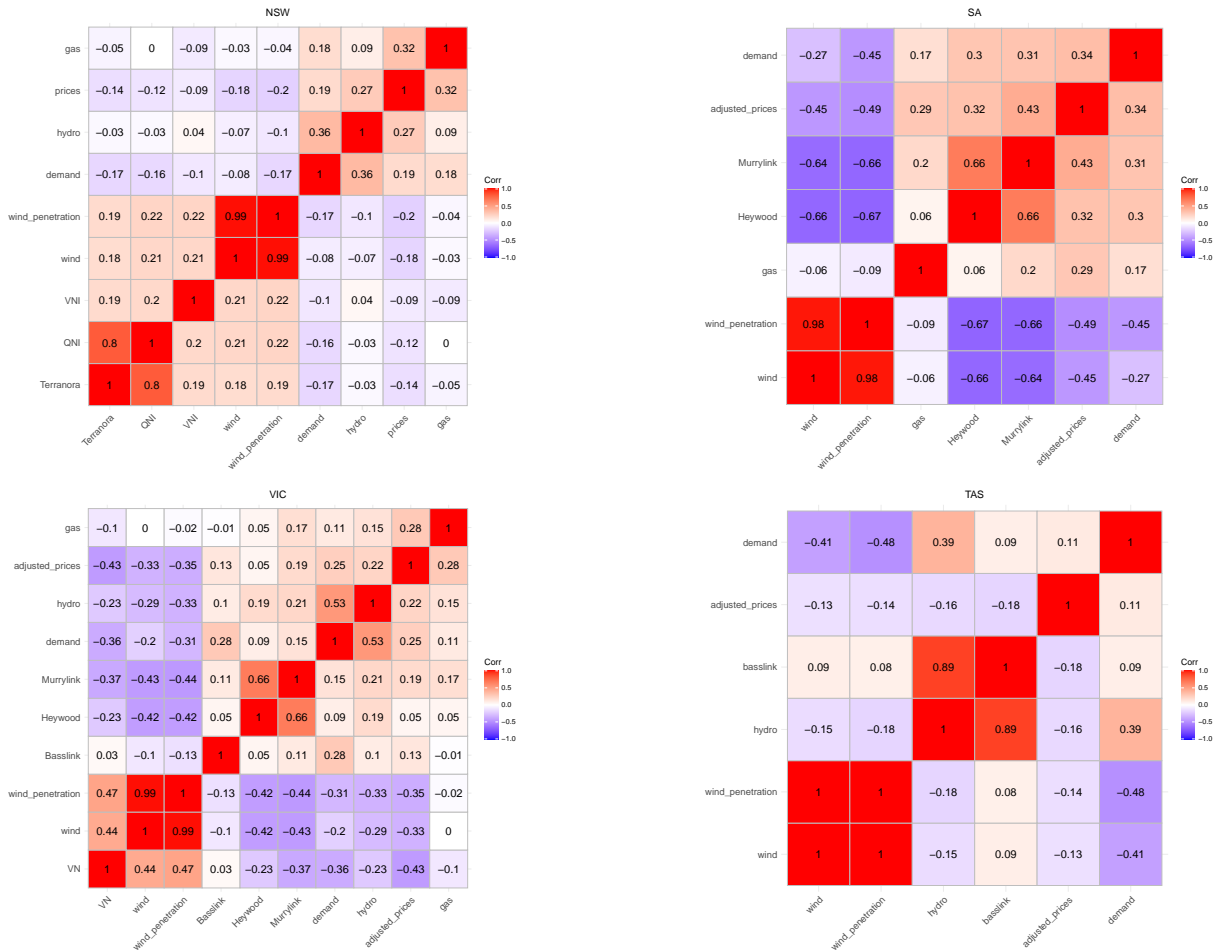 NSW
gas −0.05 0 −0.09 −0.03 −0.04 0.18 0.09 0.32 1
prices −0.14 −0.12 −0.09 −0.18 −0.2 0.19 0.27 1 0.32
hydro −0.03 −0.03 0.04 −0.07 −0.1 0.36 1 0.27 0.09
demand −0.17 −0.16 −0.1 −0.08 −0.17 1 0.36 0.19 0.18
wind_penetration 0.19 0.22 0.22 0.99 1 −0.17 −0.1 −0.2 −0.04
wind 0.18 0.21 0.21 1 0.99 −0.08 −0.07 −0.18 −0.03
VNI 0.19 0.2 1 0.21 0.22 −0.1 0.04 −0.09 −0.09
QNI 0.8 1 0.2 0.21 0.22 −0.16 −0.03 −0.12 0
Terranora 1 0.8 0.19 0.18 0.19 −0.17 −0.03 −0.14 −0.05
Terranora QNI VNI wind wind_penetration demand hydro prices gas
Corr
1.0
0.5
0.0
−0.5
−1.0
SA
demand −0.27 −0.45 0.17 0.3 0.31 0.34 1
adjusted_prices −0.45 −0.49 0.29 0.32 0.43 1 0.34
Murrylink −0.64 −0.66 0.2 0.66 1 0.43 0.31
Heywood −0.66 −0.67 0.06 1 0.66 0.32 0.3
gas −0.06 −0.09 1 0.06 0.2 0.29 0.17
wind_penetration 0.98 1 −0.09 −0.67 −0.66 −0.49 −0.45
wind 1 0.98 −0.06 −0.66 −0.64 −0.45 −0.27
wind wind_penetration gas Heywood Murrylink adjusted_prices demand
Corr
1.0
0.5
0.0
−0.5
−1.0
VIC
gas −0.1 0 −0.02 −0.01 0.05 0.17 0.11 0.15 0.28 1
adjusted_prices −0.43 −0.33 −0.35 0.13 0.05 0.19 0.25 0.22 1 0.28
hydro −0.23 −0.29 −0.33 0.1 0.19 0.21 0.53 1 0.22 0.15
demand −0.36 −0.2 −0.31 0.28 0.09 0.15 1 0.53 0.25 0.11
Murrylink −0.37 −0.43 −0.44 0.11 0.66 1 0.15 0.21 0.19 0.17
Heywood −0.23 −0.42 −0.42 0.05 1 0.66 0.09 0.19 0.05 0.05
Basslink 0.03 −0.1 −0.13 1 0.05 0.11 0.28 0.1 0.13 −0.01
wind_penetration 0.47 0.99 1 −0.13 −0.42 −0.44 −0.31 −0.33 −0.35 −0.02
wind 0.44 1 0.99 −0.1 −0.42 −0.43 −0.2 −0.29 −0.33 0
VN 1 0.44 0.47 0.03 −0.23 −0.37 −0.36 −0.23 −0.43 −0.1
VN wind wind_penetration Basslink Heywood Murrylink demand hydro adjusted_prices gas
Corr
1.0
0.5
0.0
−0.5
−1.0
TAS
demand −0.41 −0.48 0.39 0.09 0.11 1
adjusted_prices −0.13 −0.14 −0.16 −0.18 1 0.11
basslink 0.09 0.08 0.89 1 −0.18 0.09
hydro −0.15 −0.18 1 0.89 −0.16 0.39
wind_penetration 1 1 −0.18 0.08 −0.14 −0.48
wind 1 1 −0.15 0.09 −0.13 −0.41
wind wind_penetration hydro basslink adjusted_prices demand
Corr
1.0
0.5
0.0
−0.5
−1.0